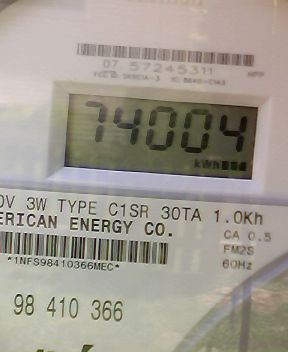 07 57245311
74004
kWh
0V 3W TYPE C1SR 30TA 1.0Kh
ERICAN ENERGY CO.
CA 0.5
FM2S
*1NFS98410366MEC*
60Hz
98 410 366